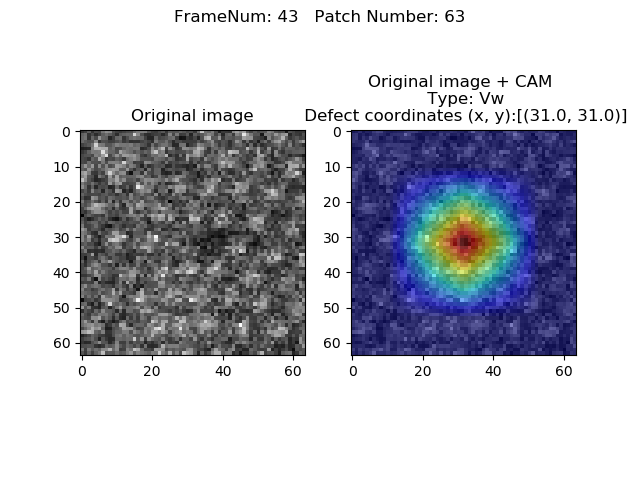 FrameNum: 43   Patch Number: 63
Original image
Original image + CAM
Type: Vw
Defect coordinates (x, y):[(31.0, 31.0)]
0
10
20
30
40
50
60
0 20 40 60
0
10
20
30
40
50
60
0 20 40 60